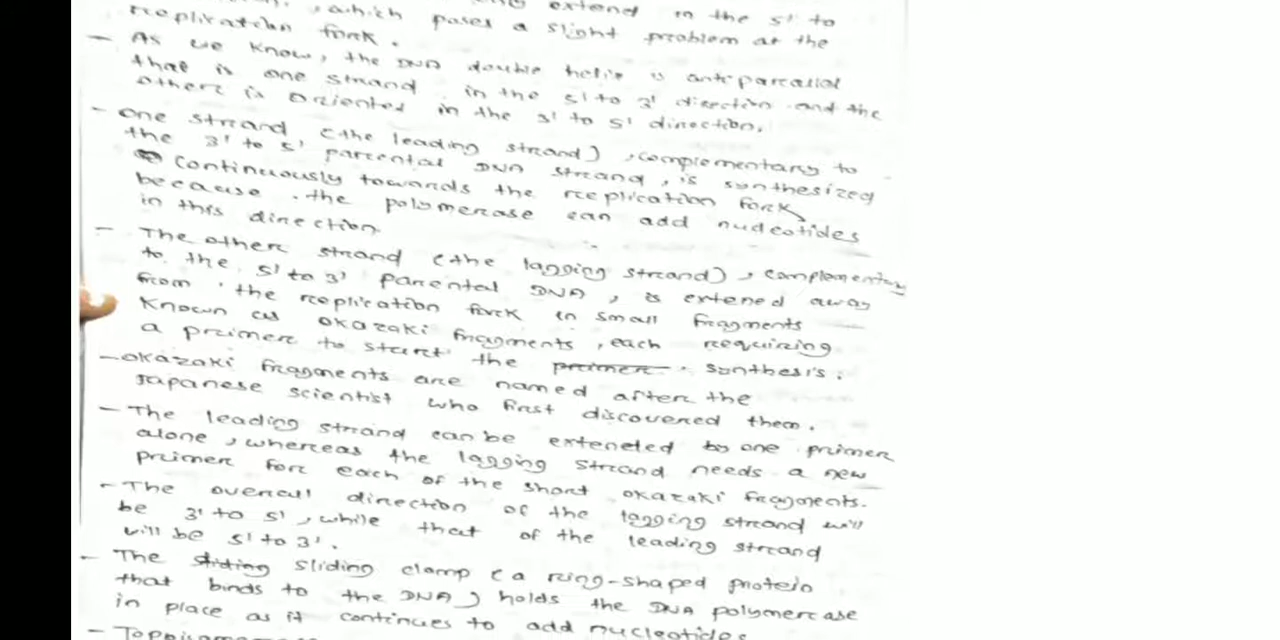 extend in the 5' to
, which poses a slight problem at the
replication fork.
- As we know, the DNA double helix is antiparallel
that is one strand in the 5' to 3' direction and the
other is oriented in the 3' to 5' direction.
- One strand (the leading strand), complementary to
the 3' to 5' parental DNA strand, is synthesized
continuously towards the replication fork
because the polymerase can add nucleotides
in this direction.
- The other strand (the lagging strand), complementary
to the 5' to 3' parental DNA, is extened away
from the replication fork in small fragments
known as okazaki fragments, each requiring
a primer to start the primer synthesis.
- Okazaki fragments are named after the
Japanese scientist who first discovered them.
- The leading strand can be exteneted by one primer
alone, whereas the lagging strand needs a new
primer for each of the short okazaki fragments.
- The overall direction of the lagging strand will
be 3' to 5', while that of the leading strand
will be 5' to 3'.
- The sliding sliding clamp (a ring-shaped protein
that binds to the DNA) holds the DNA polymerase
in place as it continues to add nucleotides